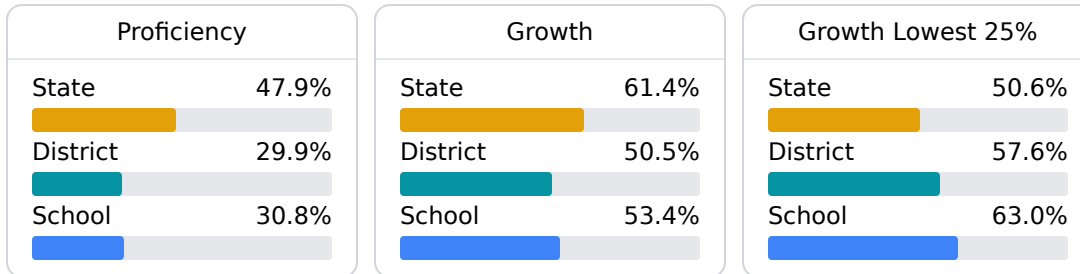 Proficiency
State 47.9%
District 29.9%
School 30.8%
Growth
State 61.4%
District 50.5%
School 53.4%
Growth Lowest 25%
State 50.6%
District 57.6%
School 63.0%